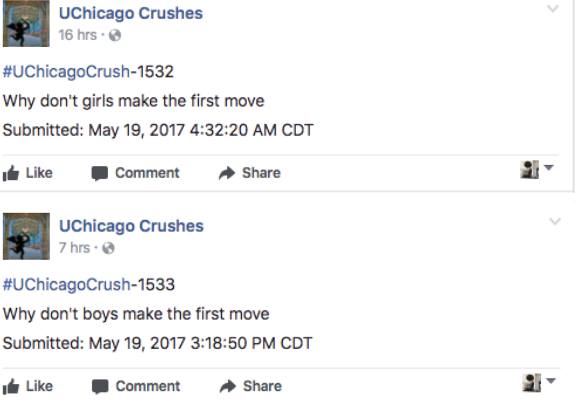 UChicago Crushes
16 hrs ·
#UChicagoCrush-1532
Why don't girls make the first move
Submitted: May 19, 2017 4:32:20 AM CDT
Like Comment Share
UChicago Crushes
7 hrs ·
#UChicagoCrush-1533
Why don't boys make the first move
Submitted: May 19, 2017 3:18:50 PM CDT
Like Comment Share